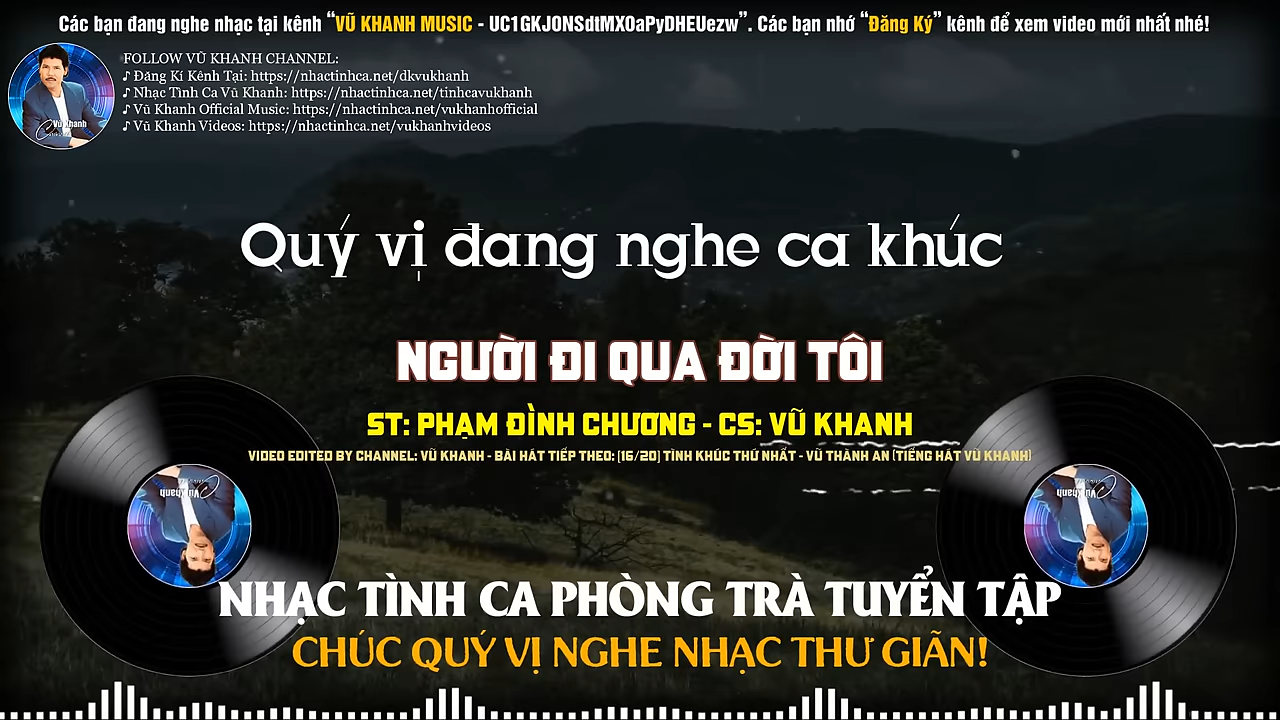 Các bạn đang nghe nhạc tại kênh “VŨ KHANH MUSIC - UC1GKJONSdtMXOaPyDHEUezw”. Các bạn nhớ “Đăng Ký” kênh để xem video mới nhất nhé!
FOLLOW VŨ KHANH CHANNEL:
♪ Đăng Kí Kênh Tại: https://nhactinhca.net/dkvukhanh
♪ Nhạc Tình Ca Vũ Khanh: https://nhactinhca.net/tinhcavukhanh
♪ Vũ Khanh Official Music: https://nhactinhca.net/vukhanhofficial
♪ Vũ Khanh Videos: https://nhactinhca.net/vukhanhvideos
Vũ Khanh
Quý vị đang nghe ca khúc
NGƯỜI ĐI QUA ĐỜI TÔI
ST: PHẠM ĐÌNH CHƯƠNG - CS: VŨ KHANH
VIDEO EDITED BY CHANNEL: VŨ KHANH - BÀI HÁT TIẾP THEO: (16/20) TÌNH KHÚC THỨ NHẤT - VŨ THÀNH AN (TIẾNG HÁT VŨ KHANH)
Vũ Khanh
Vũ Khanh
NHẠC TÌNH CA PHÒNG TRÀ TUYỂN TẬP
CHÚC QUÝ VỊ NGHE NHẠC THƯ GIÃN!